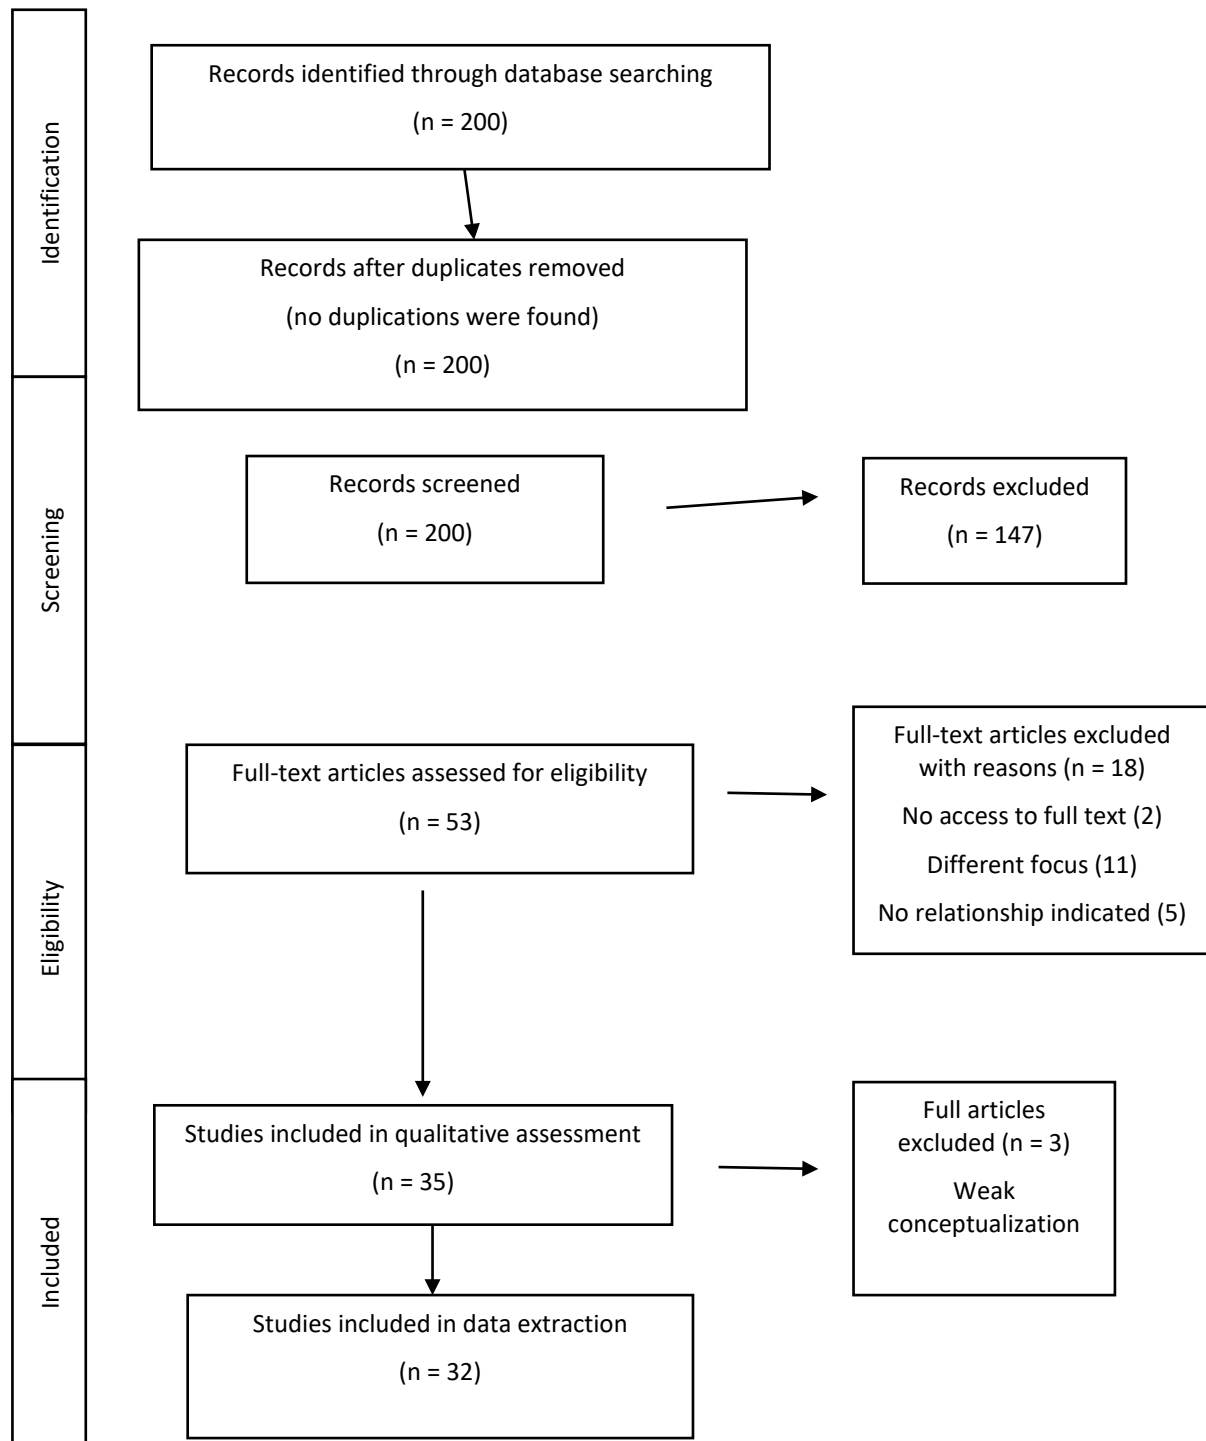 Identification
Records identified through database searching
(n = 200)
Records after duplicates removed
(no duplications were found)
(n = 200)
Screening
Records screened
(n = 200)
Records excluded
(n = 147)
Eligibility
Full-text articles assessed for eligibility
(n = 53)
Full-text articles excluded
with reasons (n = 18)
No access to full text (2)
Different focus (11)
No relationship indicated (5)
Included
Studies included in qualitative assessment
(n = 35)
Full articles
excluded (n = 3)
Weak
conceptualization
Studies included in data extraction
(n = 32)